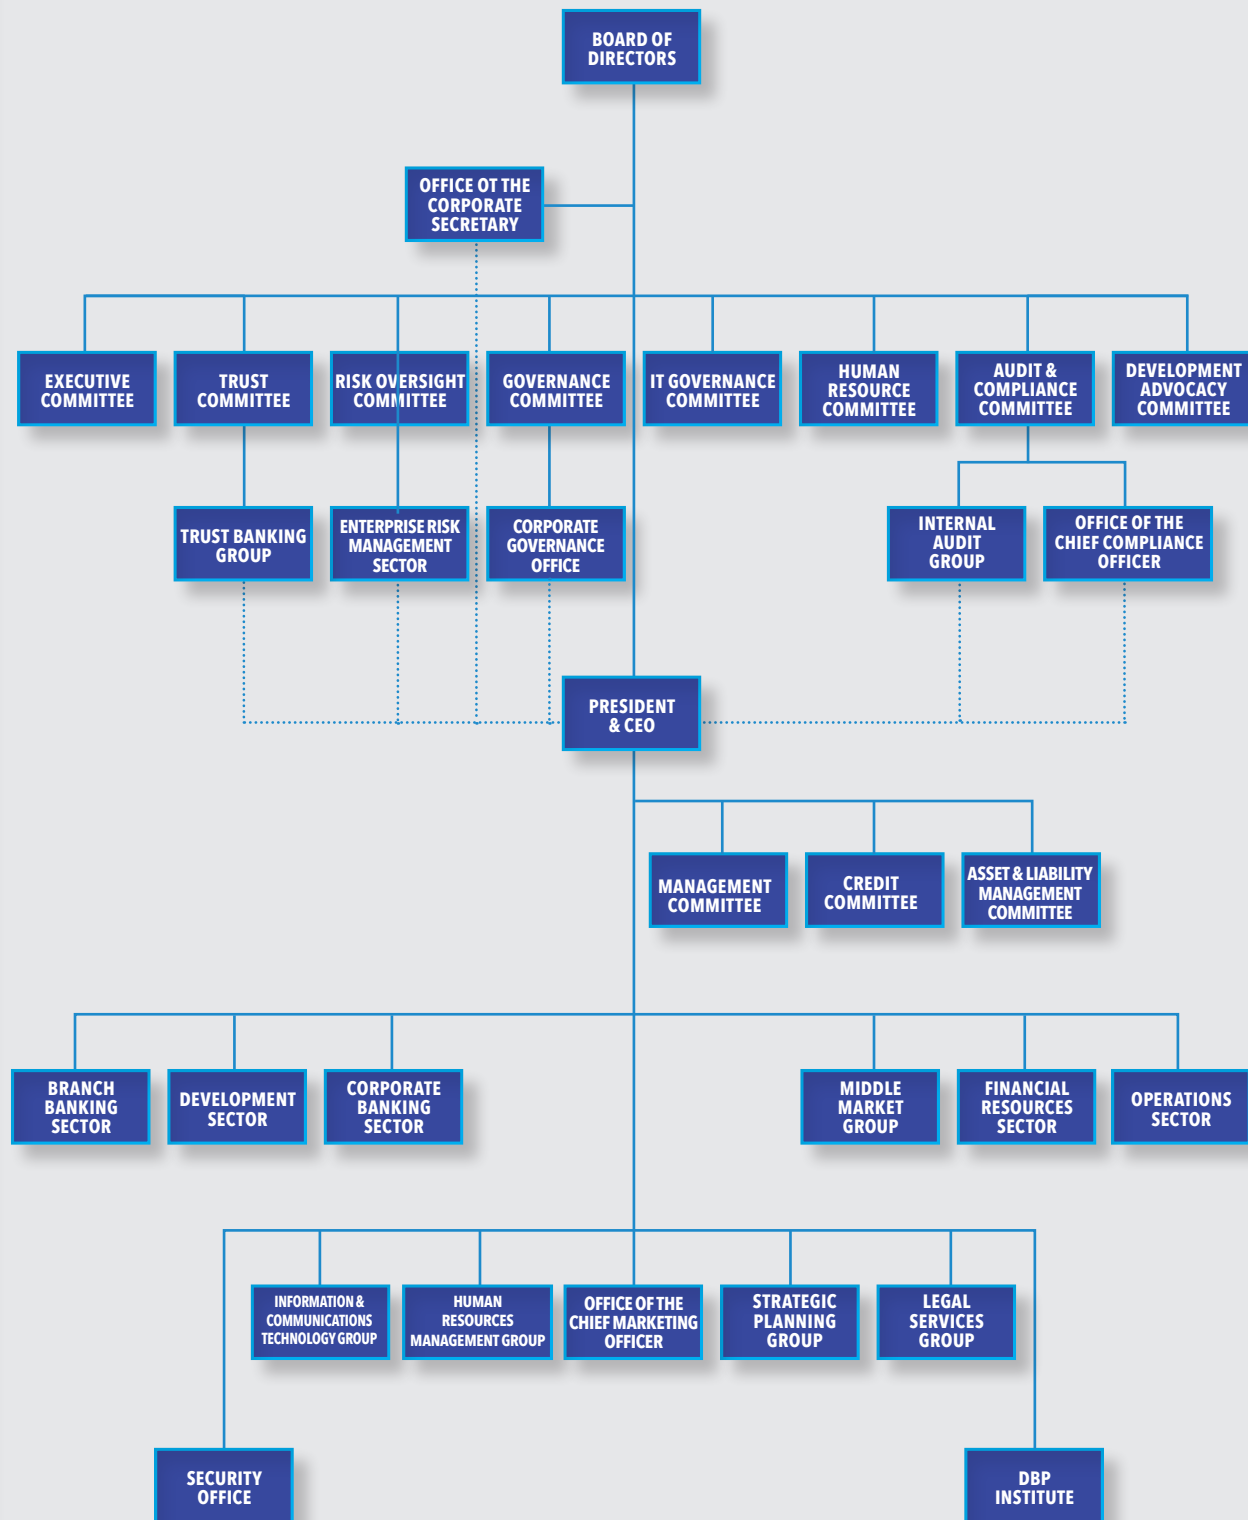 BOARD OF
DIRECTORS
OFFICE OT THE
CORPORATE
SECRETARY
EXECUTIVE
COMMITTEE
TRUST
COMMITTEE
RISK OVERSIGHT
COMMITTEE
GOVERNANCE
COMMITTEE
IT GOVERNANCE
COMMITTEE
HUMAN
RESOURCE
COMMITTEE
AUDIT &
COMPLIANCE
COMMITTEE
DEVELOPMENT
ADVOCACY
COMMITTEE
TRUST BANKING
GROUP
ENTERPRISE RISK
MANAGEMENT
SECTOR
CORPORATE
GOVERNANCE
OFFICE
INTERNAL
AUDIT
GROUP
OFFICE OF THE
CHIEF COMPLIANCE
OFFICER
PRESIDENT
& CEO
MANAGEMENT
COMMITTEE
CREDIT
COMMITTEE
ASSET & LIABILITY
MANAGEMENT
COMMITTEE
BRANCH
BANKING
SECTOR
DEVELOPMENT
SECTOR
CORPORATE
BANKING
SECTOR
MIDDLE
MARKET
GROUP
FINANCIAL
RESOURCES
SECTOR
OPERATIONS
SECTOR
INFORMATION &
COMMUNICATIONS
TECHNOLOGY GROUP
HUMAN
RESOURCES
MANAGEMENT GROUP
OFFICE OF THE
CHIEF MARKETING
OFFICER
STRATEGIC
PLANNING
GROUP
LEGAL
SERVICES
GROUP
SECURITY
OFFICE
DBP
INSTITUTE